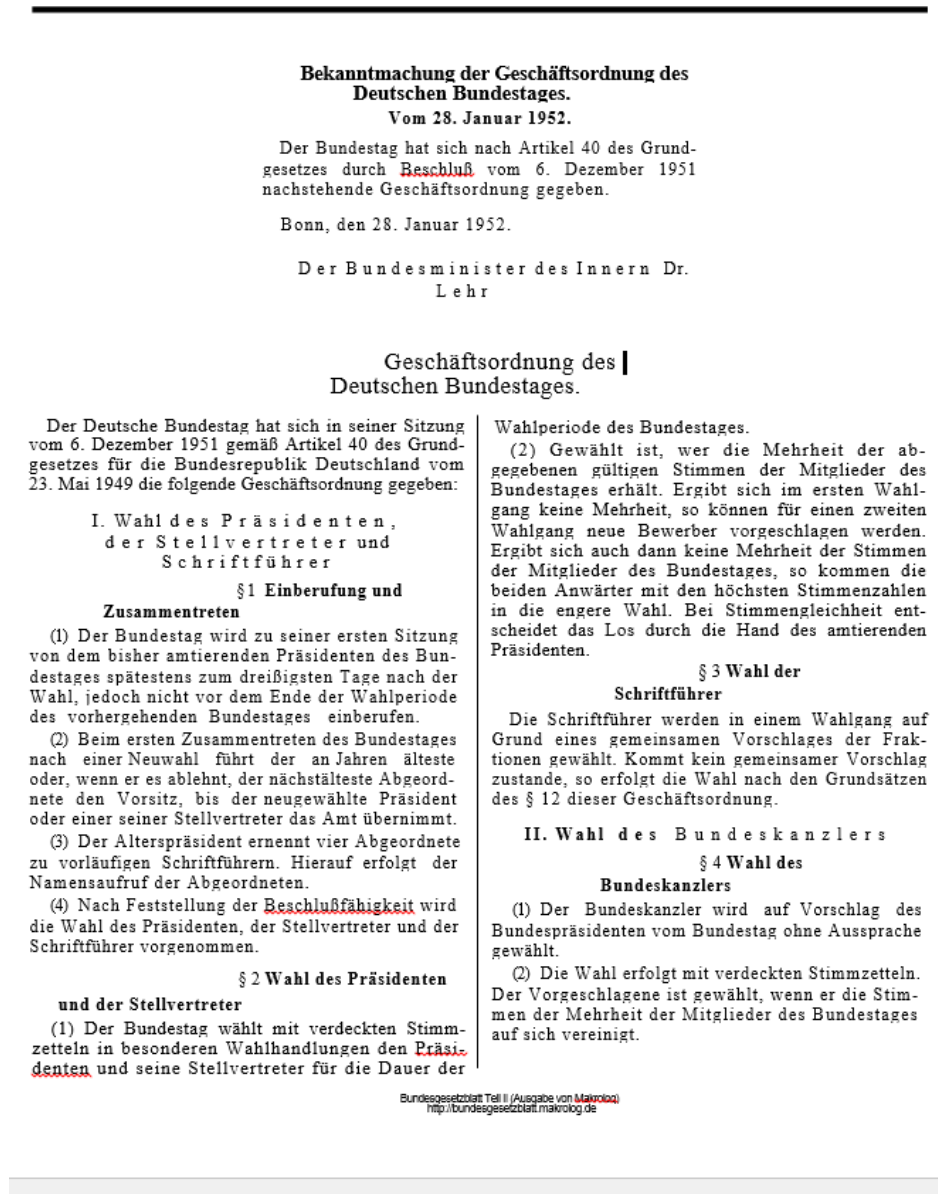 Bekanntmachung der Geschäftsordnung des
Deutschen Bundestages.
Vom 28. Januar 1952.
Der Bundestag hat sich nach Artikel 40 des Grund-
gesetzes durch Beschluß vom 6. Dezember 1951
nachstehende Geschäftsordnung gegeben.
Bonn, den 28. Januar 1952.
Der Bundesminister des Innern Dr.
Lehr
Geschäftsordnung des
Deutschen Bundestages.
Der Deutsche Bundestag hat sich in seiner Sitzung
vom 6. Dezember 1951 gemäß Artikel 40 des Grund-
gesetzes für die Bundesrepublik Deutschland vom
23. Mai 1949 die folgende Geschäftsordnung gegeben:
I. Wahl des Präsidenten,
der Stellvertreter und
Schriftführer
§1 Einberufung und
Zusammentreten
(1) Der Bundestag wird zu seiner ersten Sitzung
von dem bisher amtierenden Präsidenten des Bun-
destages spätestens zum dreißigsten Tage nach der
Wahl, jedoch nicht vor dem Ende der Wahlperiode
des vorhergehenden Bundestages einberufen.
(2) Beim ersten Zusammentreten des Bundestages
nach einer Neuwahl führt der an Jahren älteste
oder, wenn er es ablehnt, der nächstälteste Abgeord-
nete den Vorsitz, bis der neugewählte Präsident
oder einer seiner Stellvertreter das Amt übernimmt.
(3) Der Alterspräsident ernennt vier Abgeordnete
zu vorläufigen Schriftführern. Hierauf erfolgt der
Namensaufruf der Abgeordneten.
(4) Nach Feststellung der Beschlußfähigkeit wird
die Wahl des Präsidenten, der Stellvertreter und der
Schriftführer vorgenommen.
§ 2 Wahl des Präsidenten
und der Stellvertreter
(1) Der Bundestag wählt mit verdeckten Stimm-
zetteln in besonderen Wahlhandlungen den Präsi-
denten und seine Stellvertreter für die Dauer der
Wahlperiode des Bundestages.
(2) Gewählt ist, wer die Mehrheit der ab-
gegebenen gültigen Stimmen der Mitglieder des
Bundestages erhält. Ergibt sich im ersten Wahl-
gang keine Mehrheit, so können für einen zweiten
Wahlgang neue Bewerber vorgeschlagen werden.
Ergibt sich auch dann keine Mehrheit der Stimmen
der Mitglieder des Bundestages, so kommen die
beiden Anwärter mit den höchsten Stimmenzahlen
in die engere Wahl. Bei Stimmengleichheit ent-
scheidet das Los durch die Hand des amtierenden
Präsidenten.
§ 3 Wahl der
Schriftführer
Die Schriftführer werden in einem Wahlgang auf
Grund eines gemeinsamen Vorschlages der Frak-
tionen gewählt. Kommt kein gemeinsamer Vorschlag
zustande, so erfolgt die Wahl nach den Grundsätzen
des § 12 dieser Geschäftsordnung.
II. Wahl des Bundeskanzlers
§ 4 Wahl des
Bundeskanzlers
(1) Der Bundeskanzler wird auf Vorschlag des
Bundespräsidenten vom Bundestag ohne Aussprache
gewählt.
(2) Die Wahl erfolgt mit verdeckten Stimmzetteln.
Der Vorgeschlagene ist gewählt, wenn er die Stim-
men der Mehrheit der Mitglieder des Bundestages
auf sich vereinigt.
Bundesgesetzblatt Teil II (Ausgabe von Makrolog)
http://bundesgesetzblatt.makrolog.de